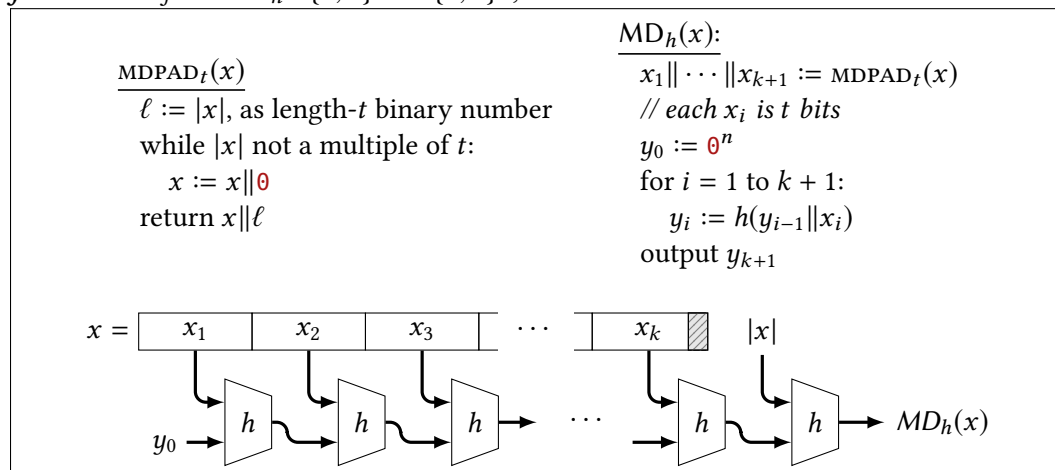 MDPAD_t(x)
ℓ := |x|, as length-t binary number
while |x| not a multiple of t:
x := x‖0
return x‖ℓ
MD_h(x):
x_1‖ · · · ‖x_{k+1} := MDPAD_t(x)
// each x_i is t bits
y_0 := 0^n
for i = 1 to k + 1:
y_i := h(y_{i−1}‖x_i)
output y_{k+1}
x = x_1 x_2 x_3 · · · x_k |x|
h h h · · · h h
y_0 MD_h(x)